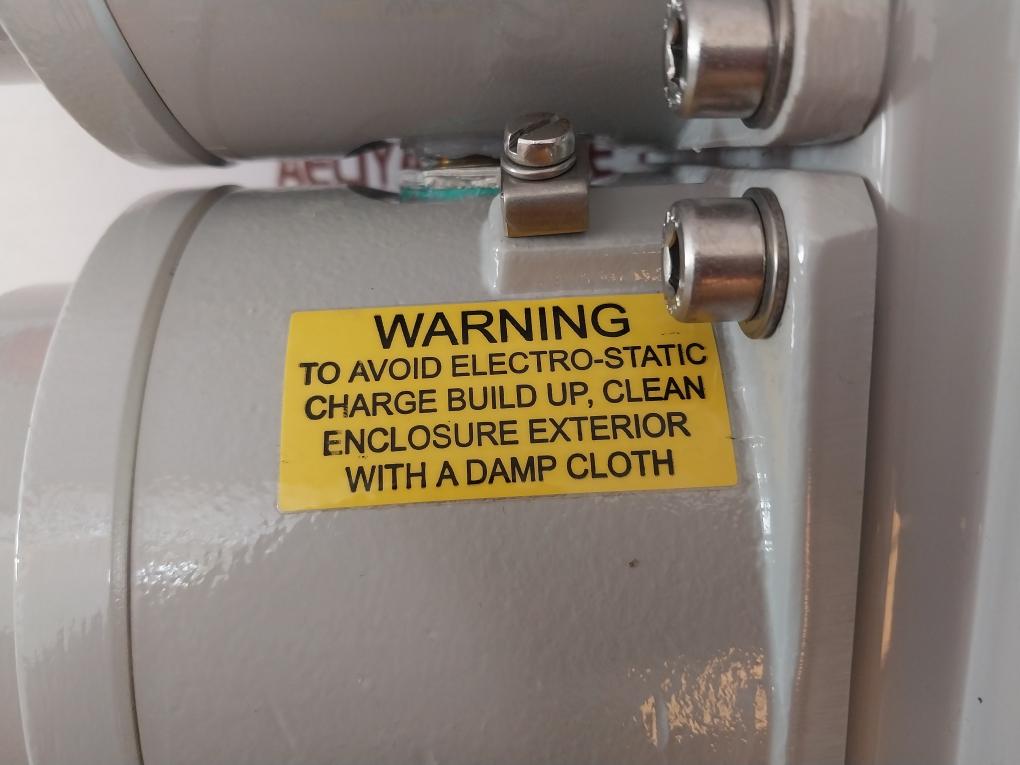 WARNING
TO AVOID ELECTRO-STATIC
CHARGE BUILD UP, CLEAN
ENCLOSURE EXTERIOR
WITH A DAMP CLOTH